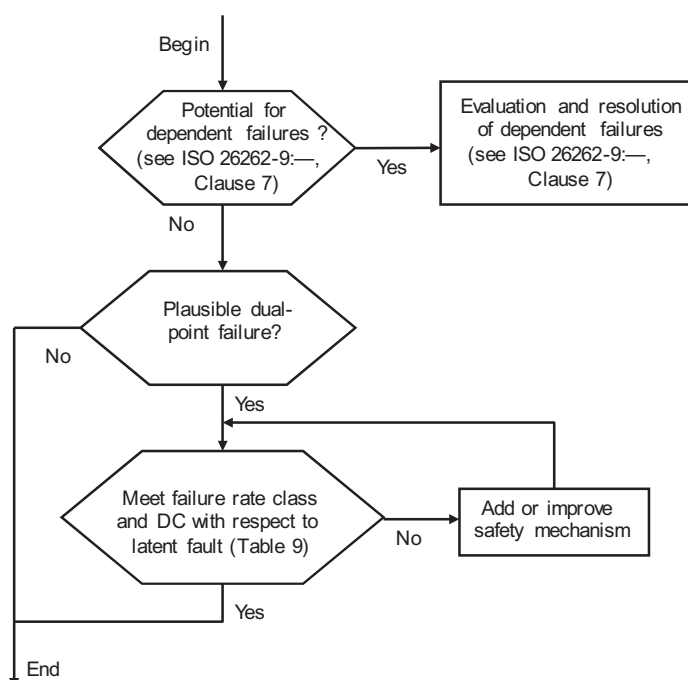 Begin
Potential for
dependent failures ?
(see ISO 26262-9:—,
Clause 7)
Yes
Evaluation and resolution
of dependent failures
(see ISO 26262-9:—,
Clause 7)
No
Plausible dual-
point failure?
No
Yes
Meet failure rate class
and DC with respect to
latent fault (Table 9)
No
Add or improve
safety mechanism
Yes
End